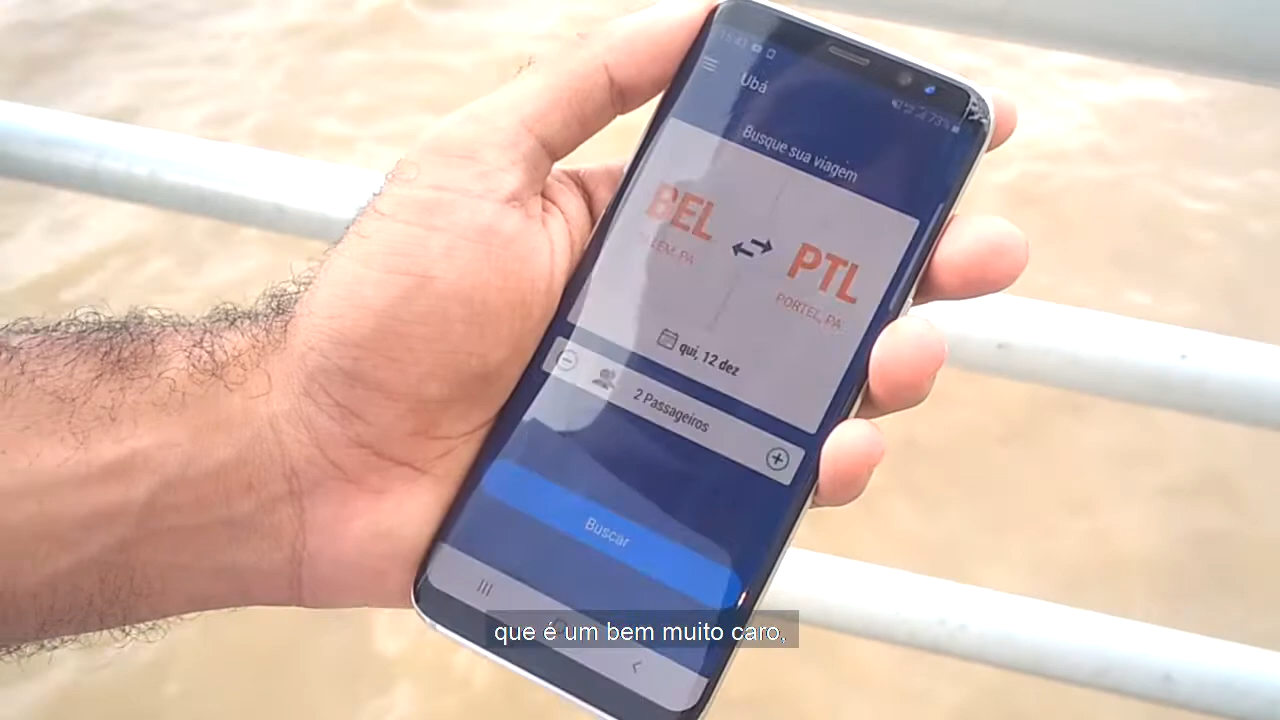 Ubá
73%
Busque sua viagem
BEL
PTL
PORTEL, PA
qui, 12 dez
2 Passageiros
Buscar
que é um bem muito caro,